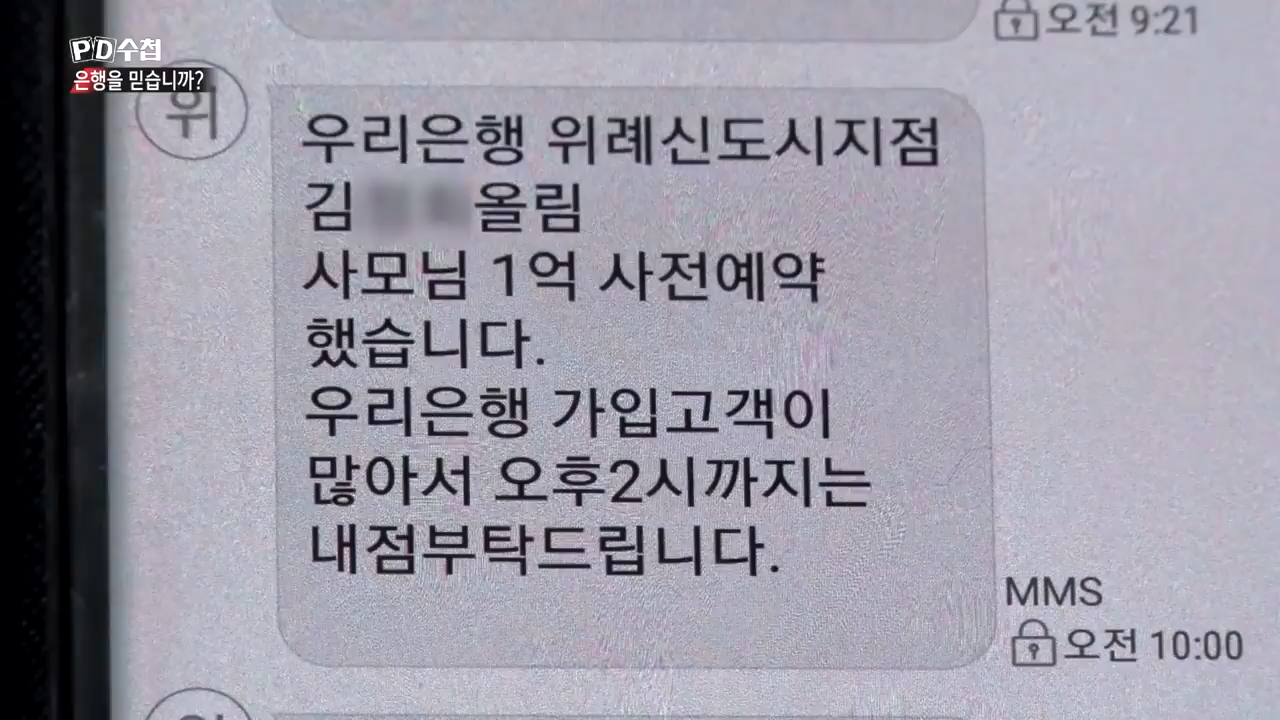 PD수첩
은행을 믿습니까?
오전 9:21
위
우리은행 위례신도시지점
김 올림
사모님 1억 사전예약
했습니다.
우리은행 가입고객이
많아서 오후2시까지는
내점부탁드립니다.
MMS
오전 10:00